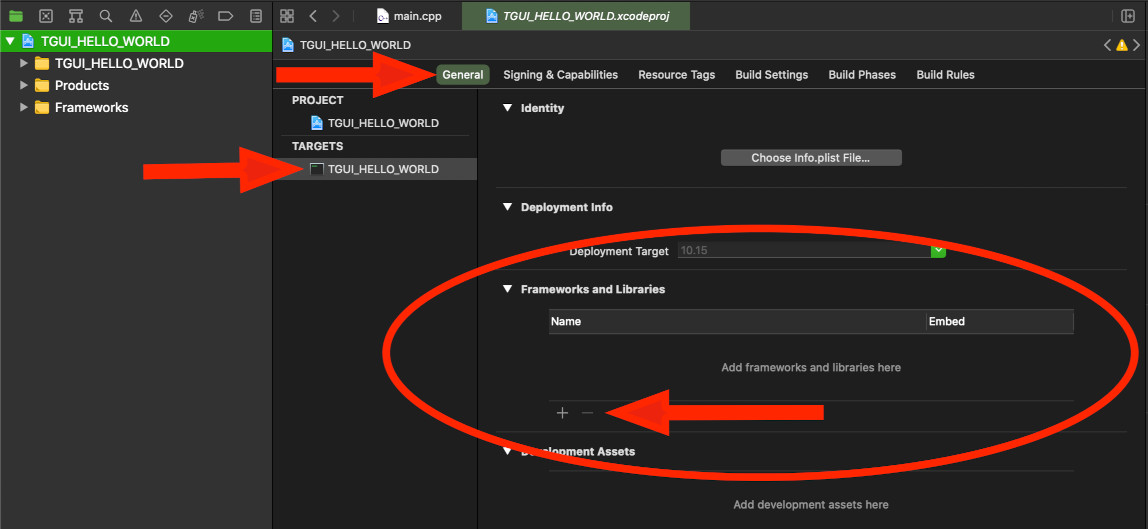 main.cpp
TGUI_HELLO_WORLD.xcodeproj
TGUI_HELLO_WORLD
TGUI_HELLO_WORLD
Products
Frameworks
TGUI_HELLO_WORLD
General Signing & Capabilities Resource Tags Build Settings Build Phases Build Rules
PROJECT
TGUI_HELLO_WORLD
TARGETS
TGUI_HELLO_WORLD
Identity
Choose Info.plist File...
Deployment Info
Deployment Target 10.15
Frameworks and Libraries
Name Embed
Add frameworks and libraries here
Development Assets
Add development assets here